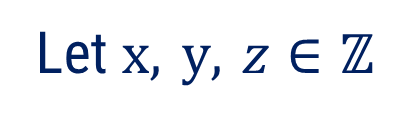 Let x, y, z ∈ ℤ